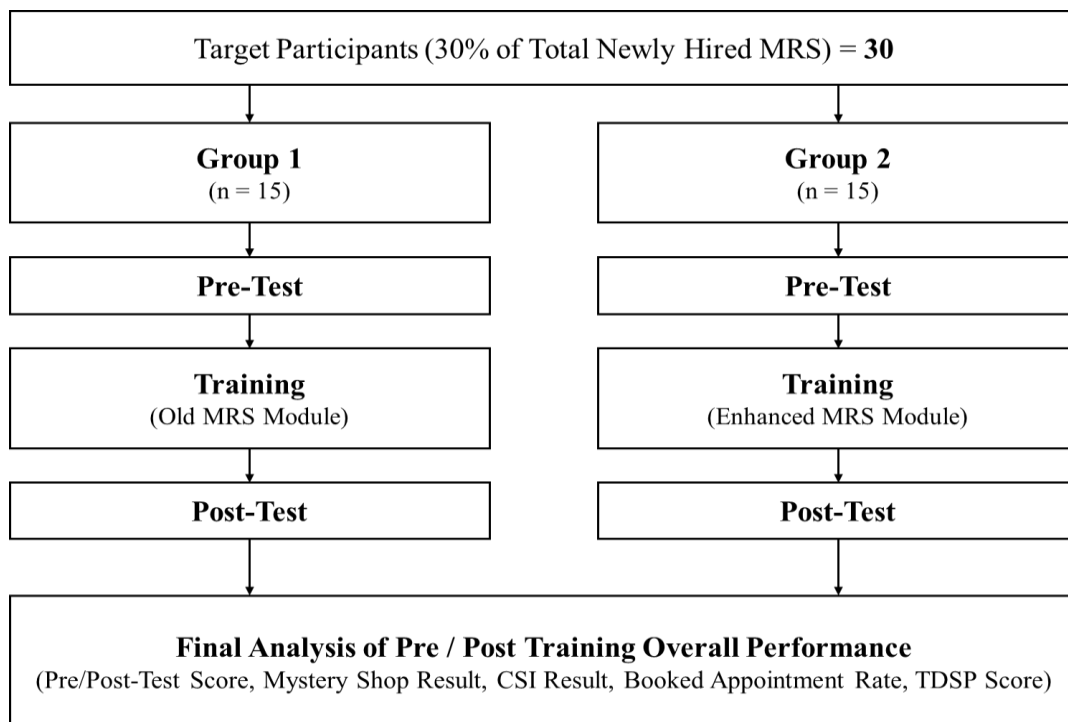 Target Participants (30% of Total Newly Hired MRS) = 30
Group 1
(n = 15)
Group 2
(n = 15)
Pre-Test
Pre-Test
Training
(Old MRS Module)
Training
(Enhanced MRS Module)
Post-Test
Post-Test
Final Analysis of Pre / Post Training Overall Performance
(Pre/Post-Test Score, Mystery Shop Result, CSI Result, Booked Appointment Rate, TDSP Score)